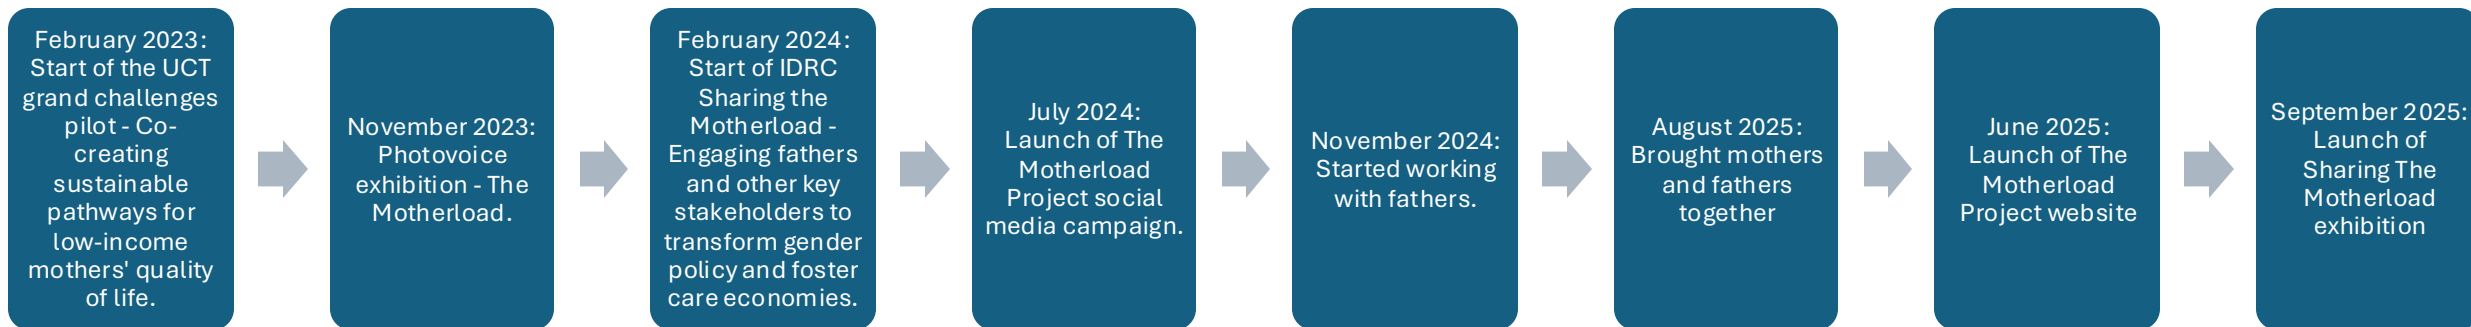 February 2023:
Start of the UCT
grand challenges
pilot - Co-
creating
sustainable
pathways for
low-income
mothers' quality
of life.
November 2023:
Photovoice
exhibition - The
Motherload.
February 2024:
Start of IDRC
Sharing the
Motherload -
Engaging fathers
and other key
stakeholders to
transform gender
policy and foster
care economies.
July 2024:
Launch of The
Motherload
Project social
media campaign.
November 2024:
Started working
with fathers.
August 2025:
Brought mothers
and fathers
together
June 2025:
Launch of The
Motherload
Project website
September 2025:
Launch of
Sharing The
Motherload
exhibition